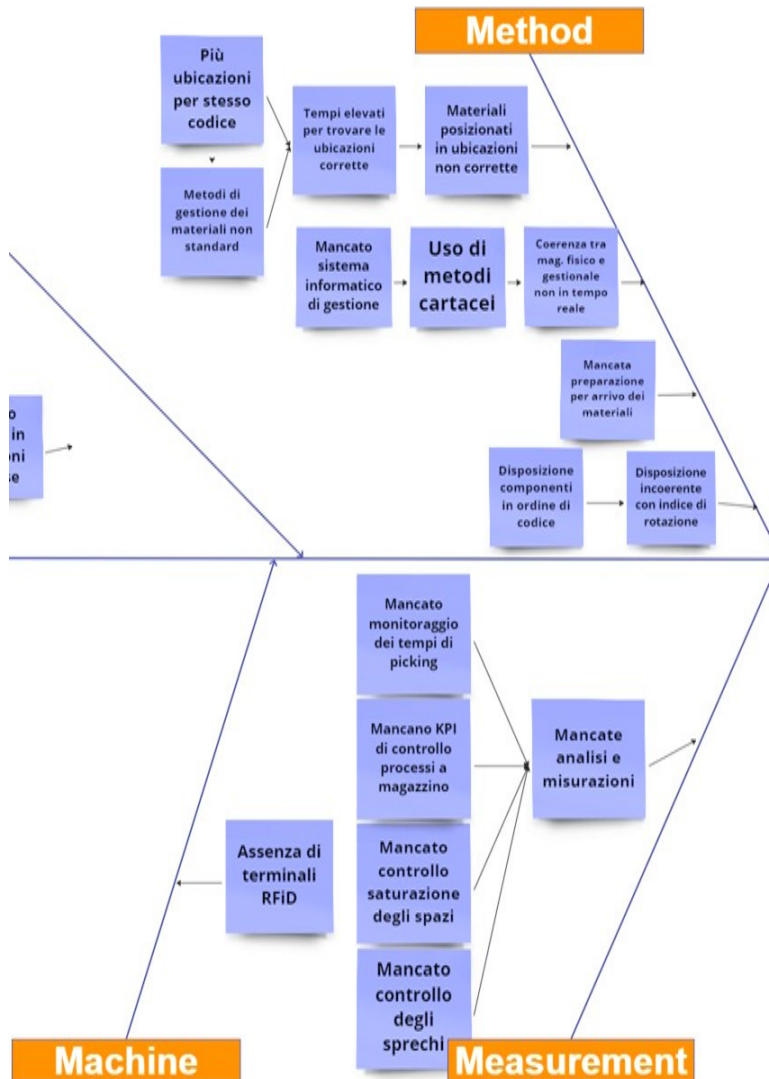 Method
Più
ubicazioni
per stesso
codice
Tempi elevati
per trovare le
ubicazioni
corrette
Materiali
posizionati
in ubicazioni
non corrette
Metodi di
gestione dei
materiali non
standard
Mancato
sistema
informatico
di gestione
Uso di
metodi
cartacei
Coerenza tra
mag. fisico e
gestionale
non in tempo
reale
Mancata
preparazione
per arrivo dei
materiali
in
Disposizione
componenti
in ordine di
codice
Disposizione
incoerente
con indice di
rotazione
Mancato
monitoraggio
dei tempi di
picking
Mancano KPI
di controllo
processi a
magazzino
Mancate
analisi e
misurazioni
Assenza di
terminali
RFiD
Mancato
controllo
saturazione
degli spazi
Mancato
controllo
degli
sprechi
Machine
Measurement